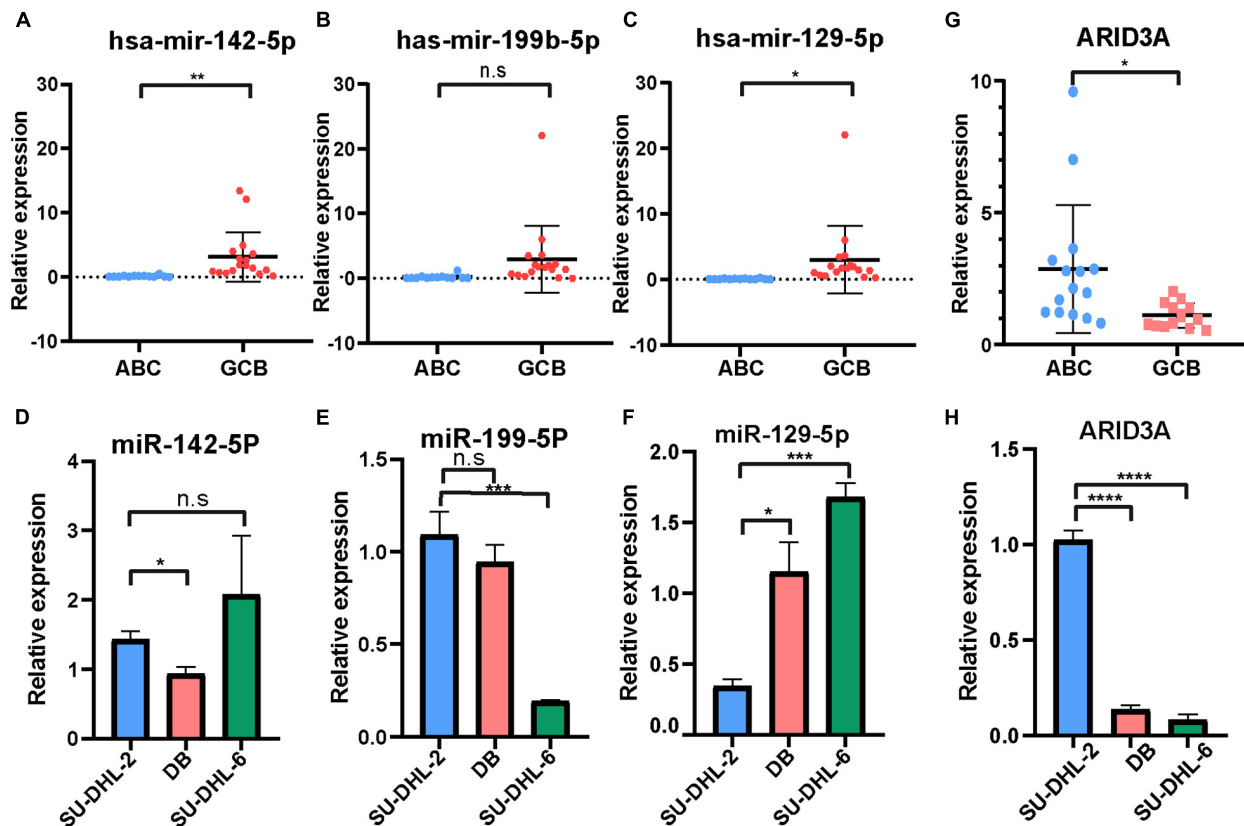 A
hsa-mir-142-5p
**
Relative expression
30
20
10
0
-10
ABC
GCB
B
has-mir-199b-5p
n.s
Relative expression
30
20
10
0
-10
ABC
GCB
C
hsa-mir-129-5p
*
Relative expression
30
20
10
0
-10
ABC
GCB
G
ARID3A
*
Relative expression
10
5
0
ABC
GCB
D
miR-142-5P
n.s
*
Relative expression
4
3
2
1
0
SU-DHL-2
DB
SU-DHL-6
E
miR-199-5P
n.s
***
Relative expression
1.5
1.0
0.5
0.0
SU-DHL-2
DB
SU-DHL-6
F
miR-129-5p
***
*
Relative expression
2.0
1.5
1.0
0.5
0.0
SU-DHL-2
DB
SU-DHL-6
H
ARID3A
****
****
Relative expression
1.5
1.0
0.5
0.0
SU-DHL-2
DB
SU-DHL-6